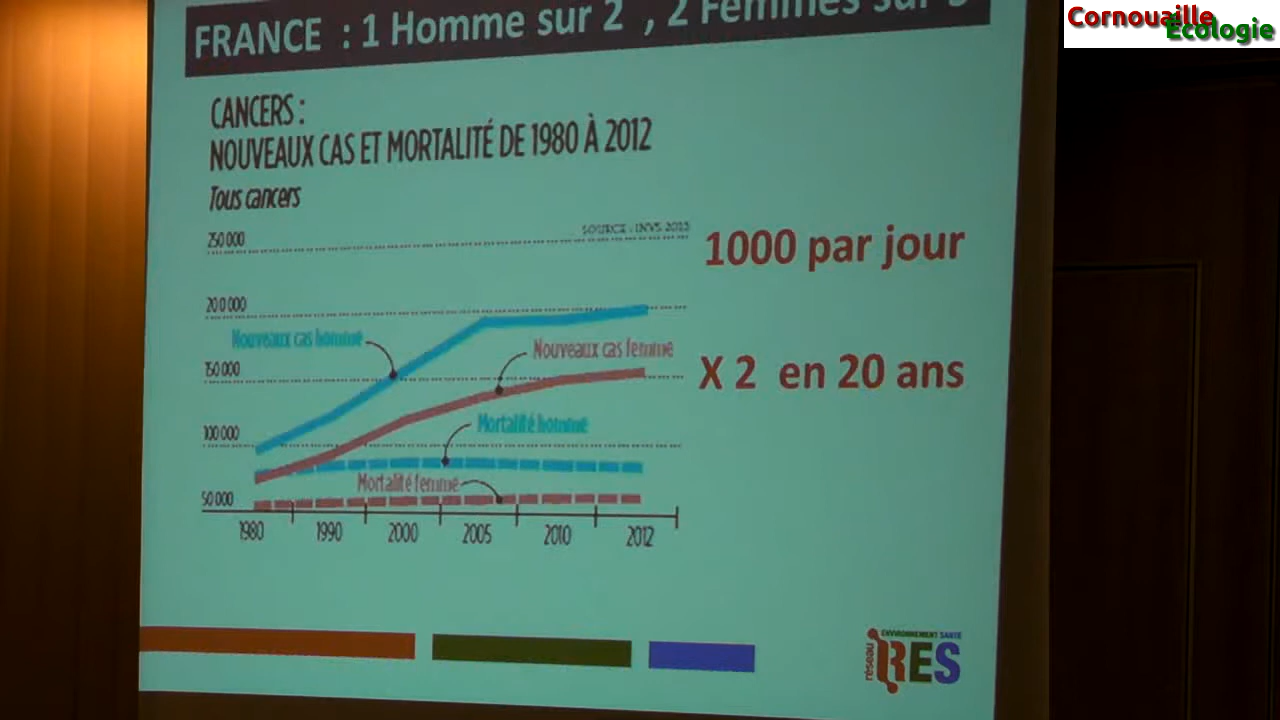 Cornouaille
Écologie
FRANCE : 1 Homme sur 2 , 2 Femmes sur 3
CANCERS :
NOUVEAUX CAS ET MORTALITÉ DE 1980 À 2012
Tous cancers
250 000
SOURCE : INVS 2013
1000 par jour
200 000
Nouveaux cas homme
Nouveaux cas femme
150 000
X 2 en 20 ans
Mortalité homme
100 000
Mortalité femme
50 000
1980 1990 2000 2005 2010 2012
réseau
ENVIRONNEMENT SANTÉ
RES